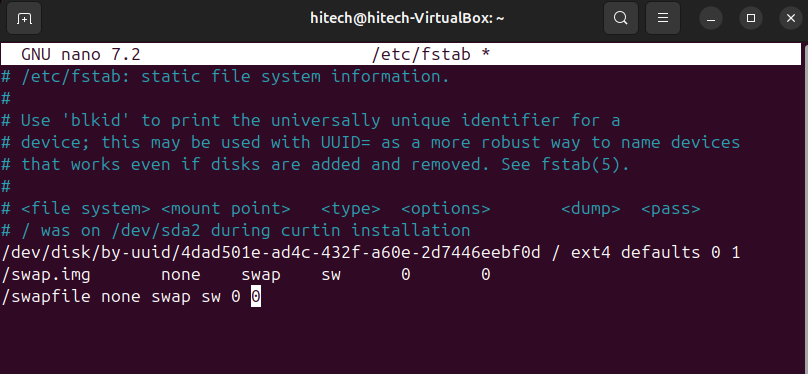 hitech@hitech-VirtualBox: ~
GNU nano 7.2 /etc/fstab *
# /etc/fstab: static file system information.
#
# Use 'blkid' to print the universally unique identifier for a
# device; this may be used with UUID= as a more robust way to name devices
# that works even if disks are added and removed. See fstab(5).
#
# <file system> <mount point>   <type>  <options>       <dump>  <pass>
# / was on /dev/sda2 during curtin installation
/dev/disk/by-uuid/4dad501e-ad4c-432f-a60e-2d7446eebf0d / ext4 defaults 0 1
/swap.img       none    swap    sw      0       0
/swapfile none swap sw 0 0